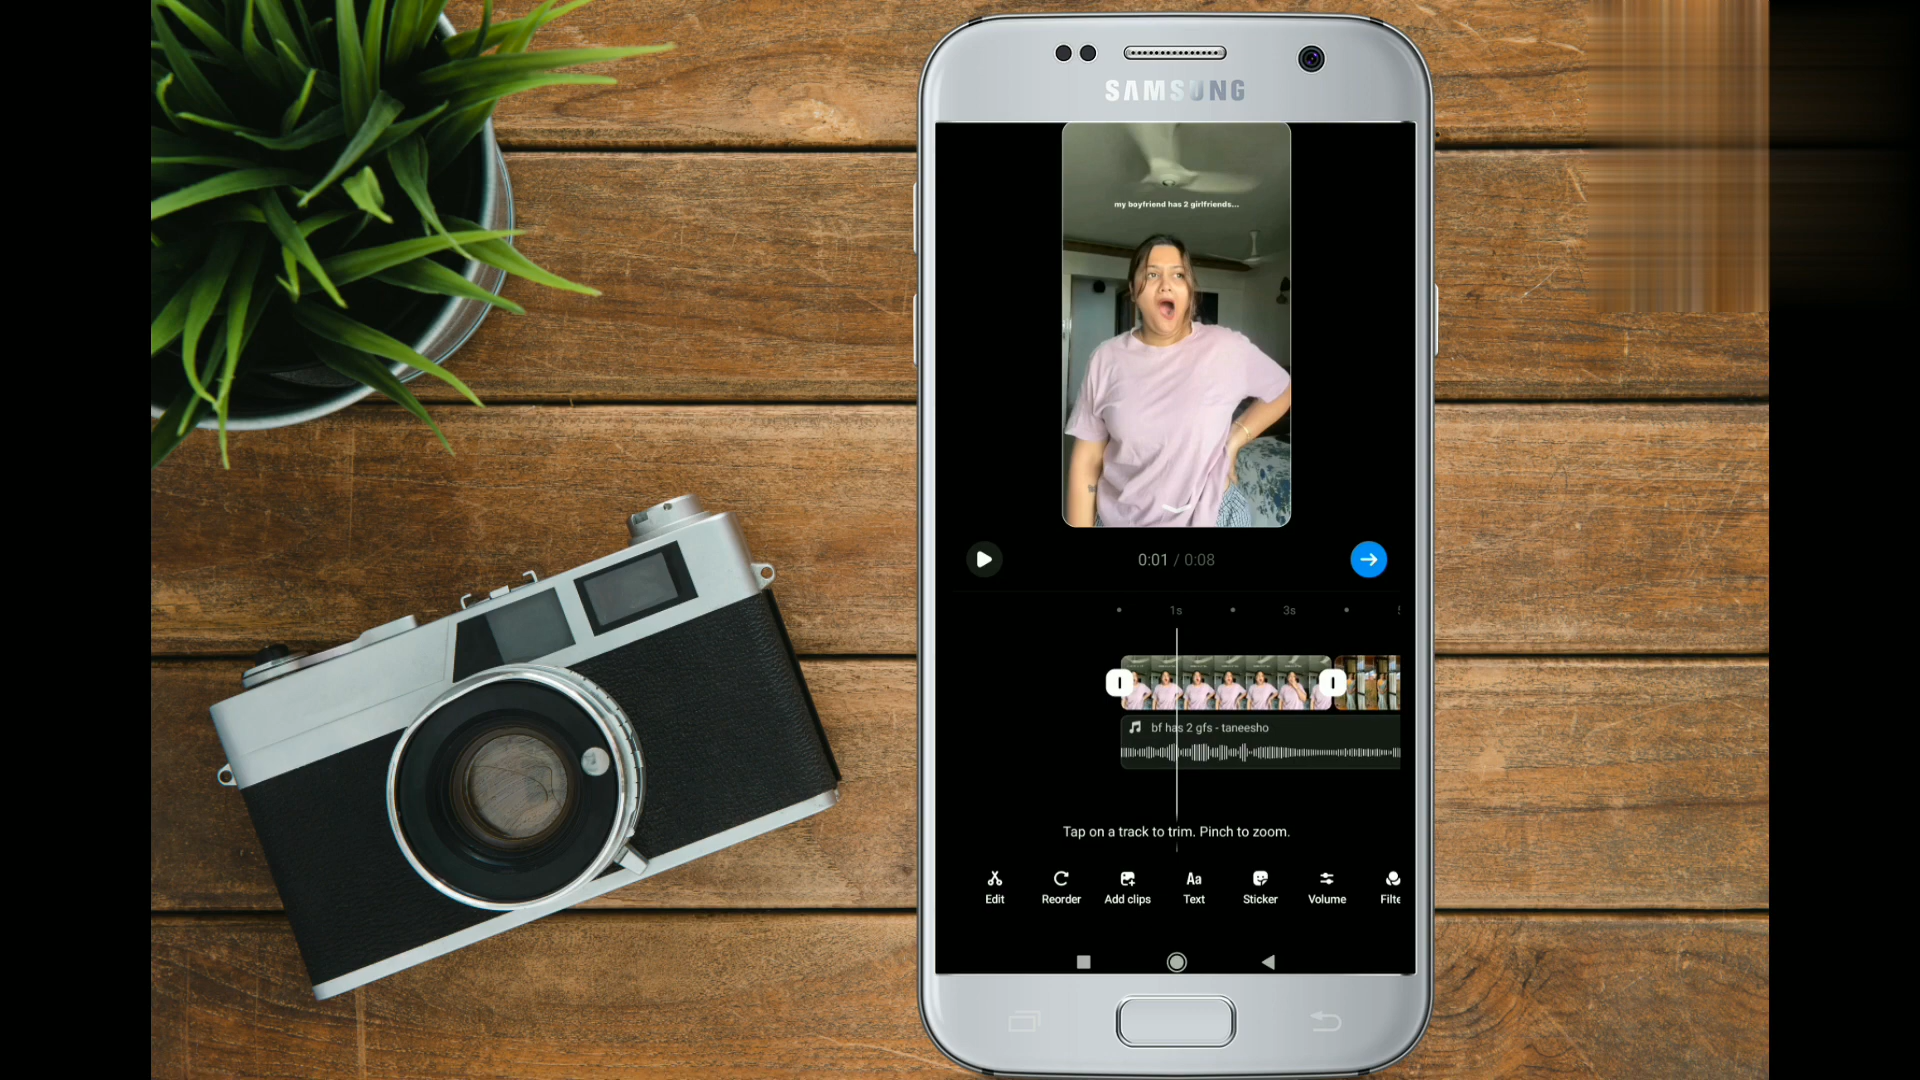 SAMSUNG
my boyfriend has 2 girlfriends...
0:01 / 0:08
1s
3s
bf has 2 gfs - taneesho
Tap on a track to trim. Pinch to zoom.
Edit
Reorder
Add clips
Text
Aa
Sticker
Volume
Filte